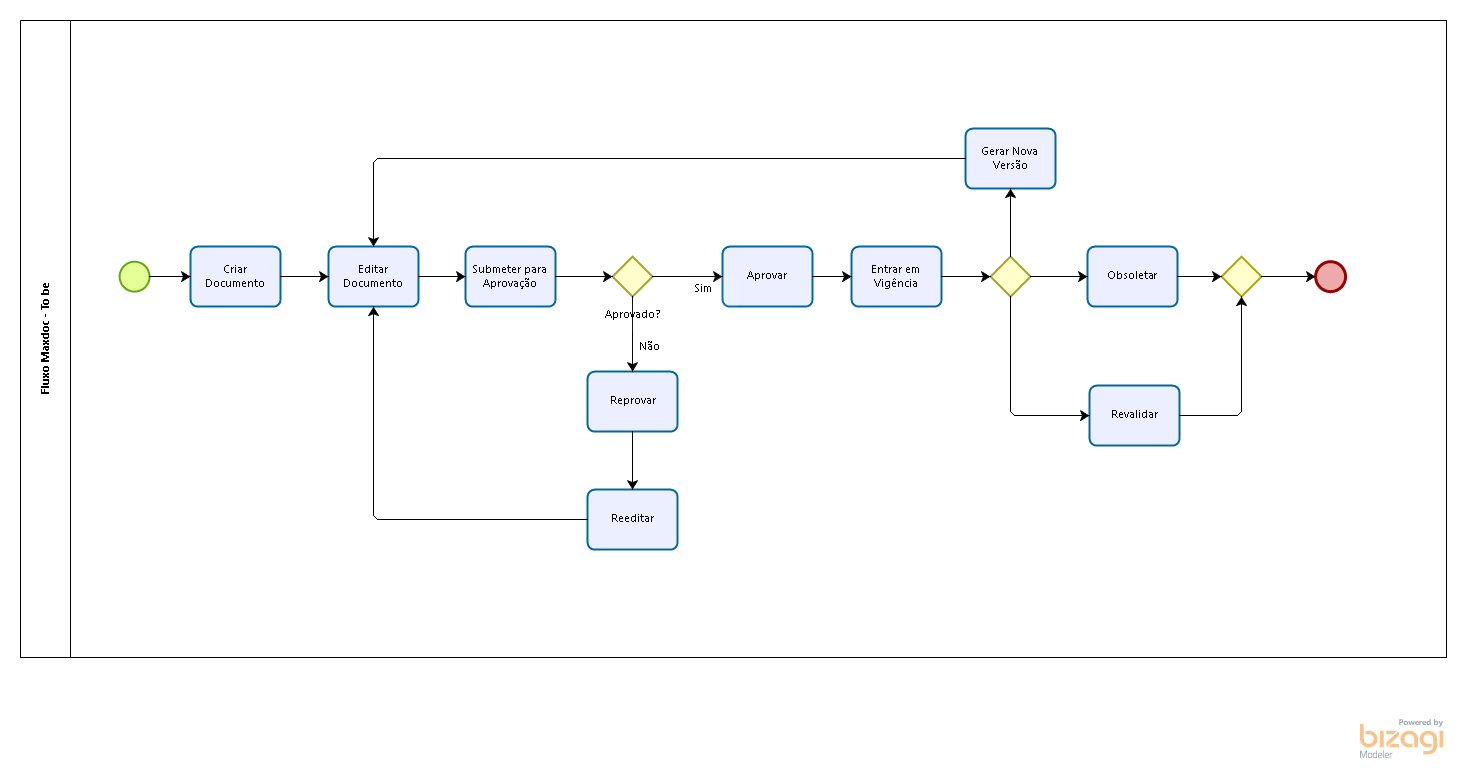 Fluxo Maxdoc - To be
Gerar Nova
Versão
Criar
Documento
Editar
Documento
Submeter para
Aprovação
Aprovado?
Sim
Não
Aprovar
Entrar em
Vigência
Obsoletar
Reprovar
Revalidar
Reeditar
Powered by
bizagi
Modeler